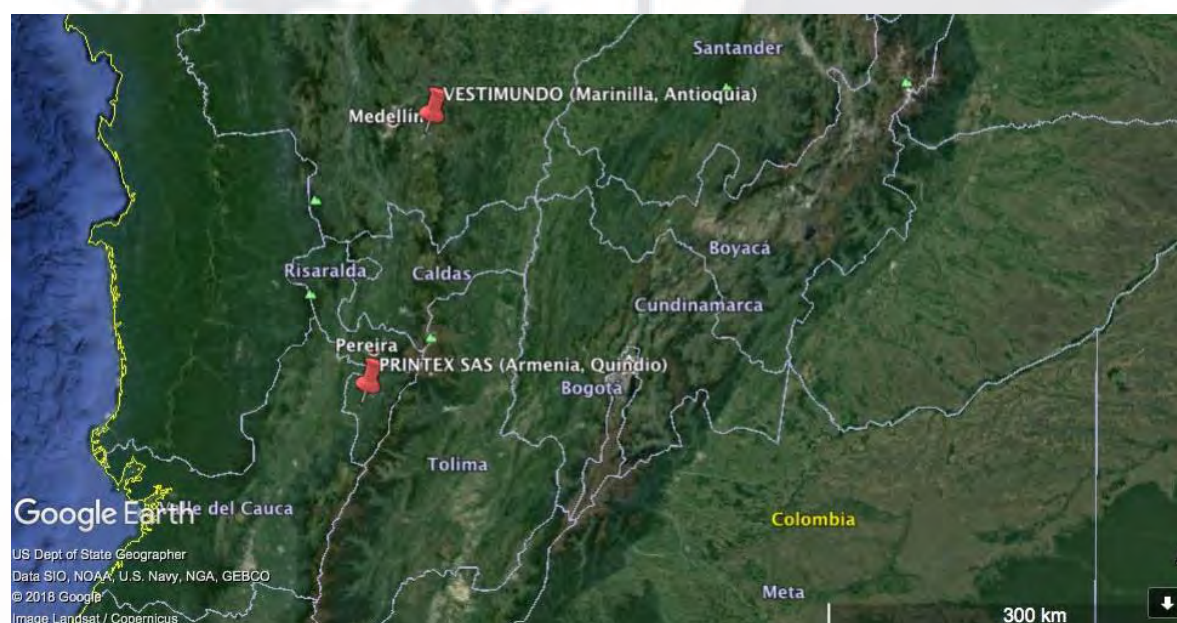 Santander
VESTIMUNDO (Marinilla, Antioquia)
Medellín
Boyacá
Risaralda
Caldas
Cundinamarca
Pereira
PRINTEX SAS (Armenia, Quindio)
Bogotá
Tolima
Google Earth
Valle del Cauca
Colombia
US Dept of State Geographer
Data SIO, NOAA, U.S. Navy, NGA, GEBCO
© 2018 Google
Meta
Image Landsat / Copernicus
300 km